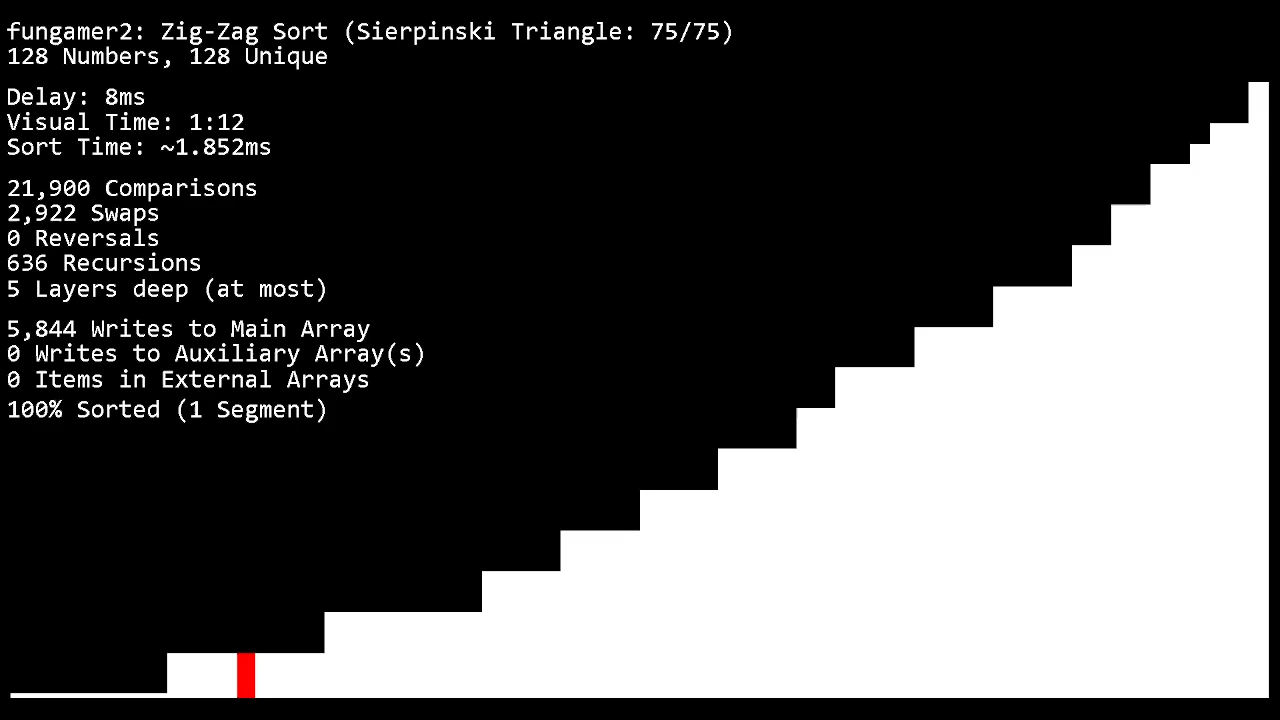 fungamer2: Zig-Zag Sort (Sierpinski Triangle: 75/75)
128 Numbers, 128 Unique
Delay: 8ms
Visual Time: 1:12
Sort Time: ~1.852ms
21,900 Comparisons
2,922 Swaps
0 Reversals
636 Recursions
5 Layers deep (at most)
5,844 Writes to Main Array
0 Writes to Auxiliary Array(s)
0 Items in External Arrays
100% Sorted (1 Segment)